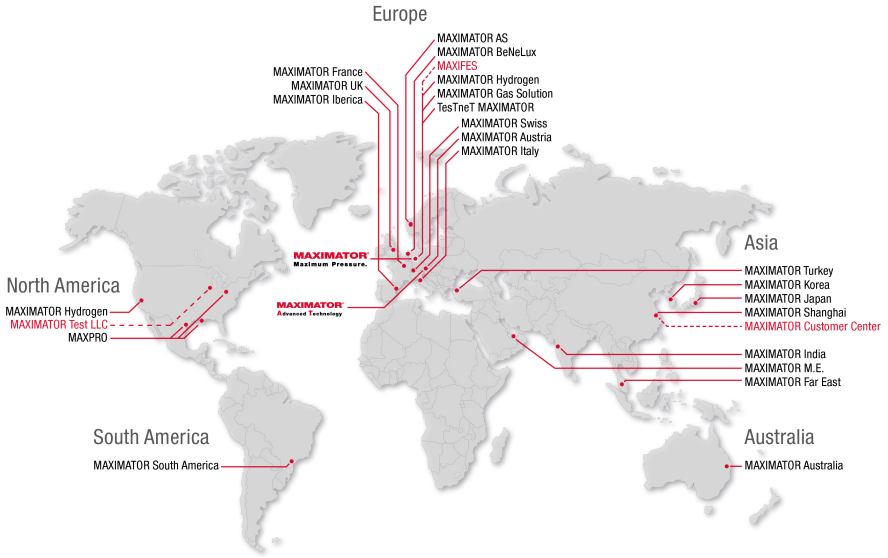 Europe
MAXIMATOR AS
MAXIMATOR BeNeLux
MAXIFES
MAXIMATOR Hydrogen
MAXIMATOR Gas Solution
TesTneT MAXIMATOR
MAXIMATOR Swiss
MAXIMATOR Austria
MAXIMATOR Italy
MAXIMATOR France
MAXIMATOR UK
MAXIMATOR Iberica
MAXIMATOR®
Maximum Pressure.
MAXIMATOR®
Advanced Technology
North America
MAXIMATOR Hydrogen
MAXIMATOR Test LLC
MAXPRO
South America
MAXIMATOR South America
Asia
MAXIMATOR Turkey
MAXIMATOR Korea
MAXIMATOR Japan
MAXIMATOR Shanghai
MAXIMATOR Customer Center
MAXIMATOR India
MAXIMATOR M.E.
MAXIMATOR Far East
Australia
MAXIMATOR Australia